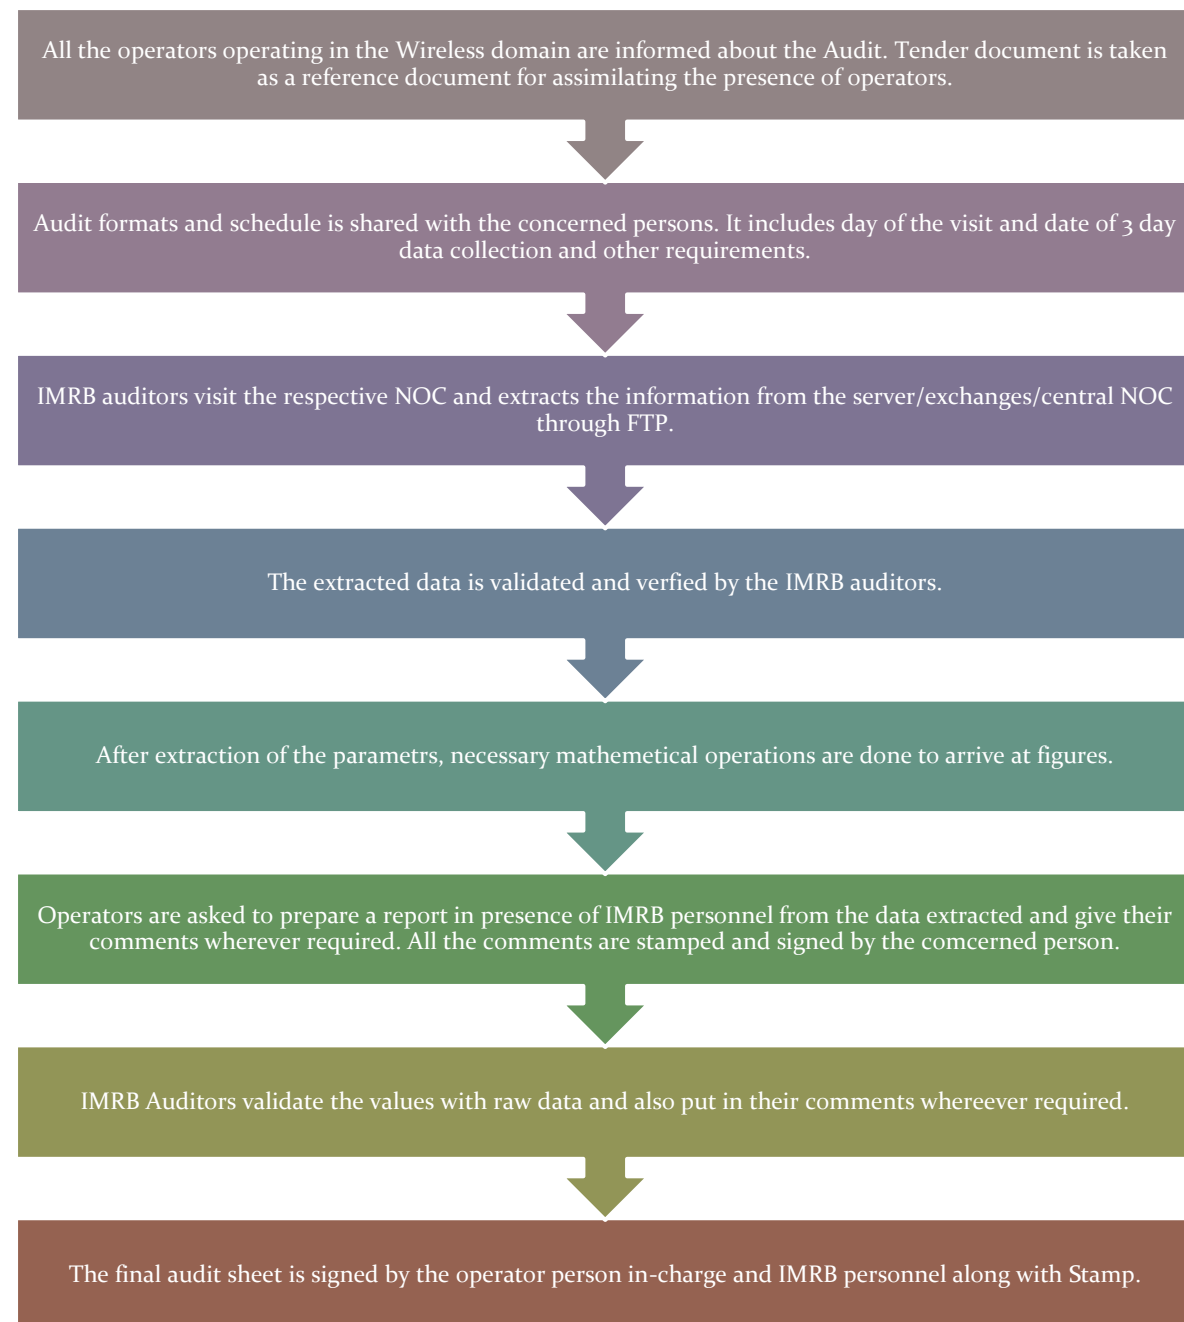 All the operators operating in the Wireless domain are informed about the Audit. Tender document is taken
as a reference document for assimilating the presence of operators.
Audit formats and schedule is shared with the concerned persons. It includes day of the visit and date of 3 day
data collection and other requirements.
IMRB auditors visit the respective NOC and extracts the information from the server/exchanges/central NOC
through FTP.
The extracted data is validated and verfied by the IMRB auditors.
After extraction of the parametrs, necessary mathemetical operations are done to arrive at figures.
Operators are asked to prepare a report in presence of IMRB personnel from the data extracted and give their
comments wherever required. All the comments are stamped and signed by the comcerned person.
IMRB Auditors validate the values with raw data and also put in their comments whereever required.
The final audit sheet is signed by the operator person in-charge and IMRB personnel along with Stamp.